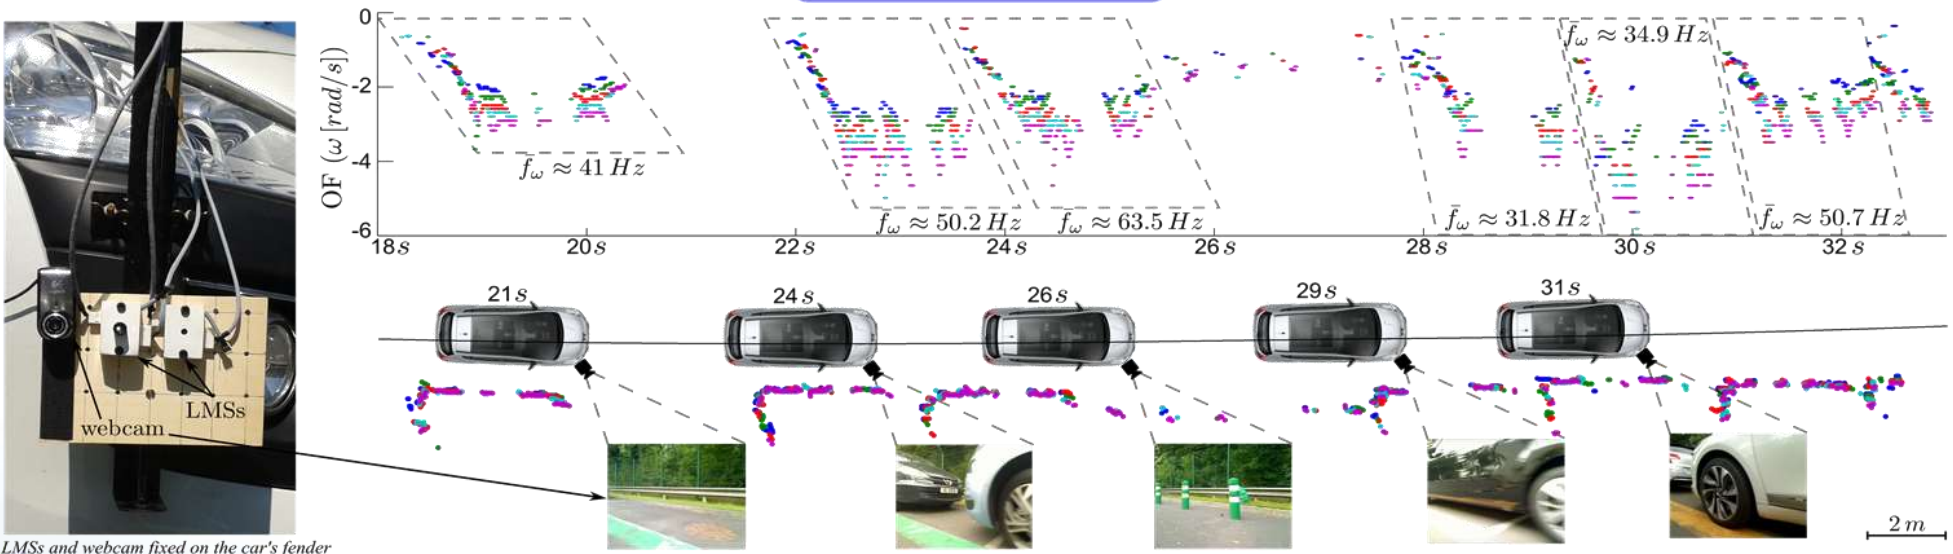 0
-2
-4
-6
OF (ω [rad/s])
f̄ω ≈ 41 Hz
f̄ω ≈ 50.2 Hz
f̄ω ≈ 63.5 Hz
f̄ω ≈ 31.8 Hz
f̄ω ≈ 34.9 Hz
f̄ω ≈ 50.7 Hz
18s 20s 22s 24s 26s 28s 30s 32s
21s 24s 26s 29s 31s
LMSs
webcam
2 m
LMSs and webcam fixed on the car's fender